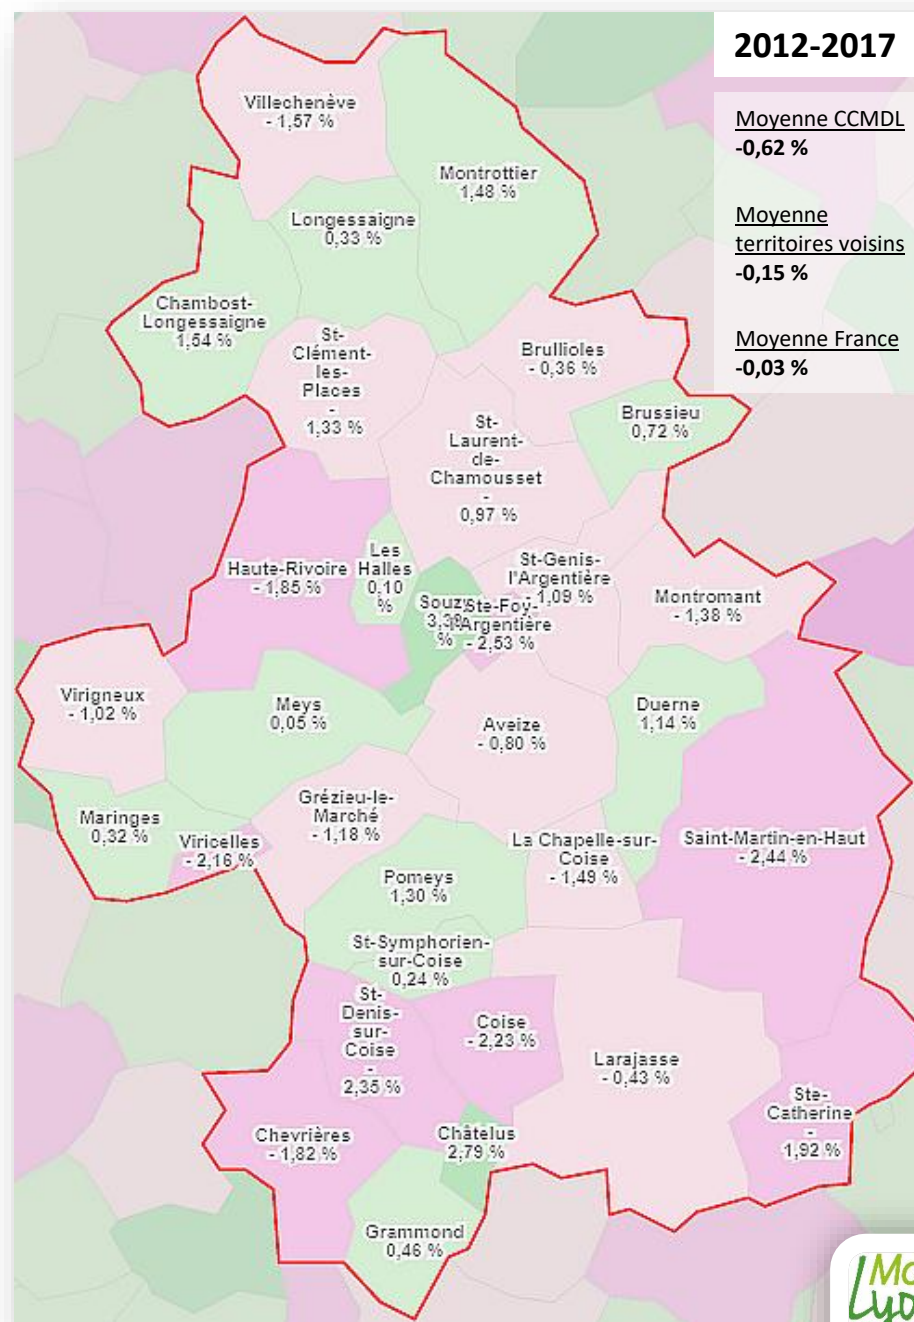 2012-2017
Moyenne CCMDL
-0,62 %
Moyenne
territoires voisins
-0,15 %
Moyenne France
-0,03 %
Villechenève
- 1,57 %
Montrottier
1,48 %
Longessaigne
0,33 %
Chambost-
Longessaigne
1,54 %
St-
Clément-
les-
Places
-
1,33 %
Brullioles
- 0,36 %
Brussieu
0,72 %
St-
Laurent-
de-
Chamousset
-
0,97 %
Haute-Rivoire
- 1,85 %
Les
Halles
0,10
%
Souzy
%
St-Genis-
l'Argentière
- 1,09 %
Ste-Foy-
l'Argentière
- 2,53 %
Montromant
- 1,38 %
Virigneux
- 1,02 %
Meys
0,05 %
Aveize
- 0,80 %
Duerne
1,14 %
Maringes
0,32 %
Viricelles
- 2,16 %
Grézieu-le-
Marché
- 1,18 %
La Chapelle-sur-
Coise
- 1,49 %
Saint-Martin-en-Haut
- 2,44 %
Pomeys
1,30 %
St-Symphorien-
sur-Coise
0,24 %
St-
Denis-
sur-
Coise
-
2,35 %
Coise
- 2,23 %
Larajasse
- 0,43 %
Ste-
Catherine
-
1,92 %
Chevrières
- 1,82 %
Châtelus
2,79 %
Grammond
0,46 %